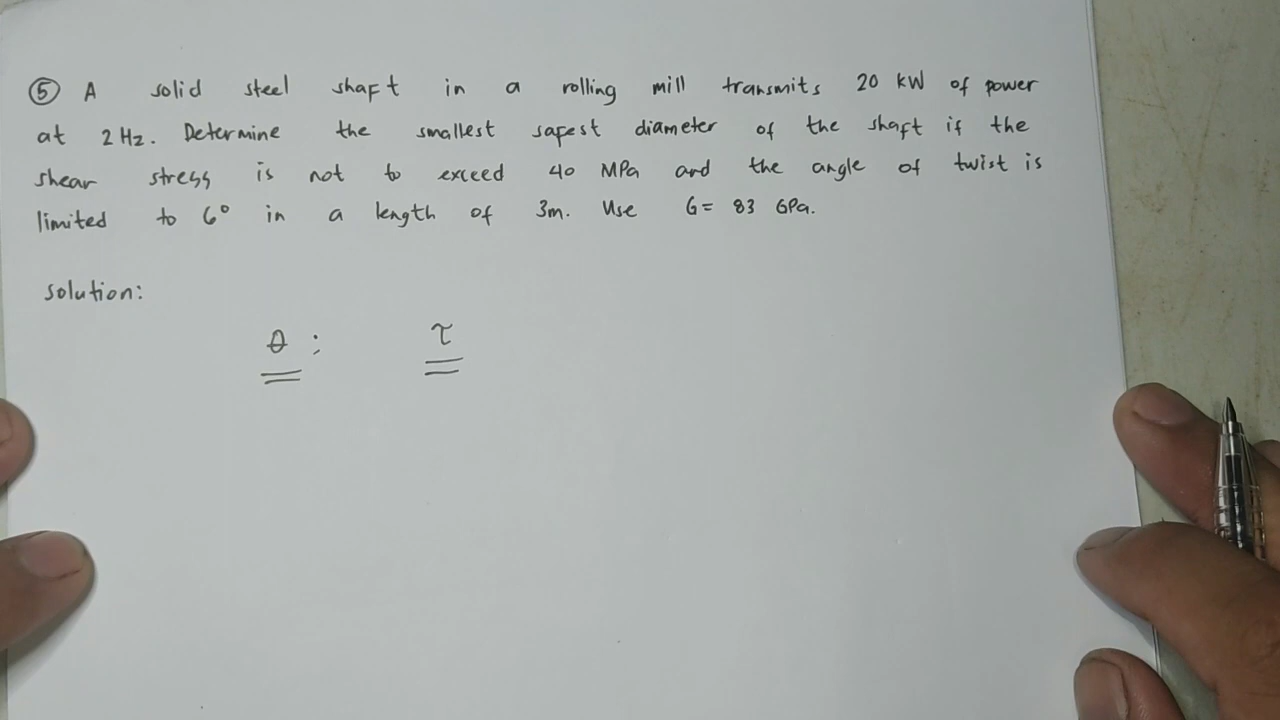 ⑤ A solid steel shaft in a rolling mill transmits 20 kW of power
at 2 Hz. Determine the smallest safest diameter of the shaft if the
shear stress is not to exceed 40 MPa and the angle of twist is
limited to 6° in a length of 3m. Use G = 83 GPa.
solution:
θ : τ